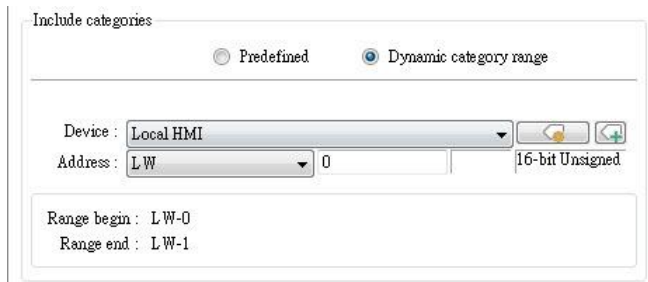 Include categories
Predefined Dynamic category range
Device : Local HMI
Address : LW 0 16-bit Unsigned
Range begin : LW-0
Range end : LW-1